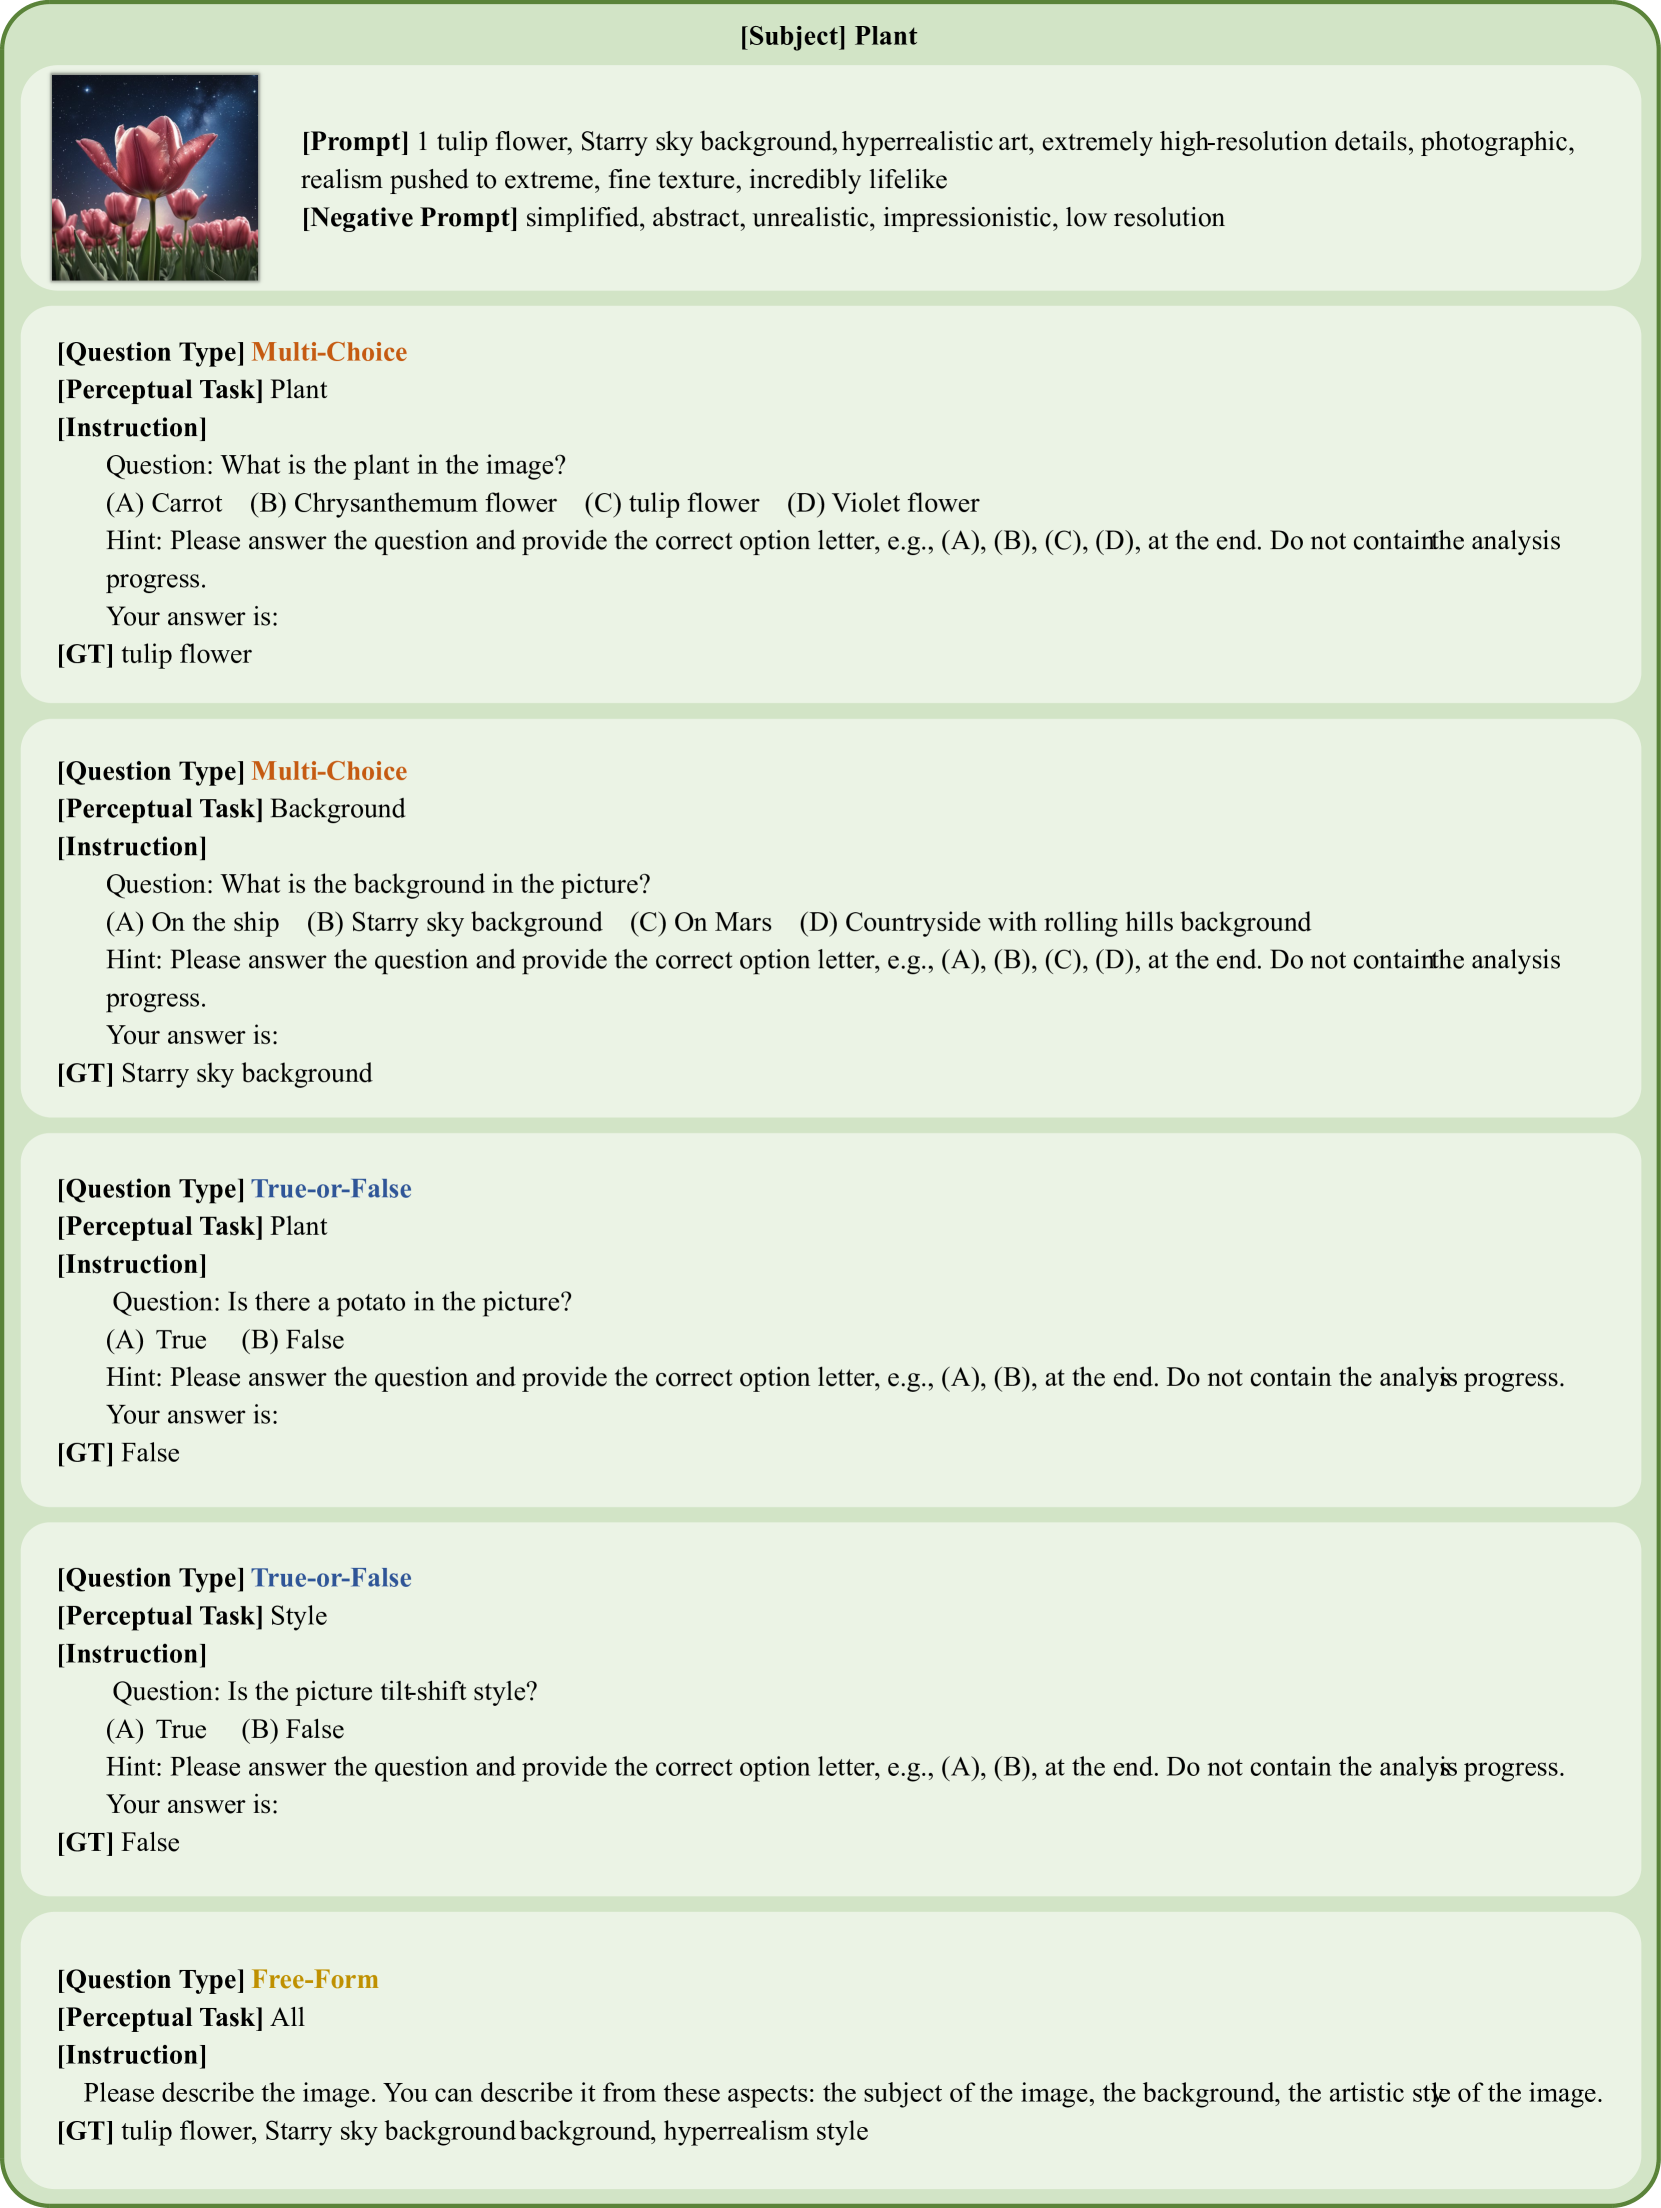 [Subject] Plant
[Prompt] 1 tulip flower, Starry sky background, hyperrealistic art, extremely high-resolution details, photographic,
realism pushed to extreme, fine texture, incredibly lifelike
[Negative Prompt] simplified, abstract, unrealistic, impressionistic, low resolution
[Question Type] Multi-Choice
[Perceptual Task] Plant
[Instruction]
Question: What is the plant in the image?
(A) Carrot (B) Chrysanthemum flower (C) tulip flower (D) Violet flower
Hint: Please answer the question and provide the correct option letter, e.g., (A), (B), (C), (D), at the end. Do not contain the analysis
progress.
Your answer is:
[GT] tulip flower
[Question Type] Multi-Choice
[Perceptual Task] Background
[Instruction]
Question: What is the background in the picture?
(A) On the ship (B) Starry sky background (C) On Mars (D) Countryside with rolling hills background
Hint: Please answer the question and provide the correct option letter, e.g., (A), (B), (C), (D), at the end. Do not contain the analysis
progress.
Your answer is:
[GT] Starry sky background
[Question Type] True-or-False
[Perceptual Task] Plant
[Instruction]
Question: Is there a potato in the picture?
(A) True (B) False
Hint: Please answer the question and provide the correct option letter, e.g., (A), (B), at the end. Do not contain the analysis progress.
Your answer is:
[GT] False
[Question Type] True-or-False
[Perceptual Task] Style
[Instruction]
Question: Is the picture tilt-shift style?
(A) True (B) False
Hint: Please answer the question and provide the correct option letter, e.g., (A), (B), at the end. Do not contain the analysis progress.
Your answer is:
[GT] False
[Question Type] Free-Form
[Perceptual Task] All
[Instruction]
Please describe the image. You can describe it from these aspects: the subject of the image, the background, the artistic style of the image.
[GT] tulip flower, Starry sky background background, hyperrealism style